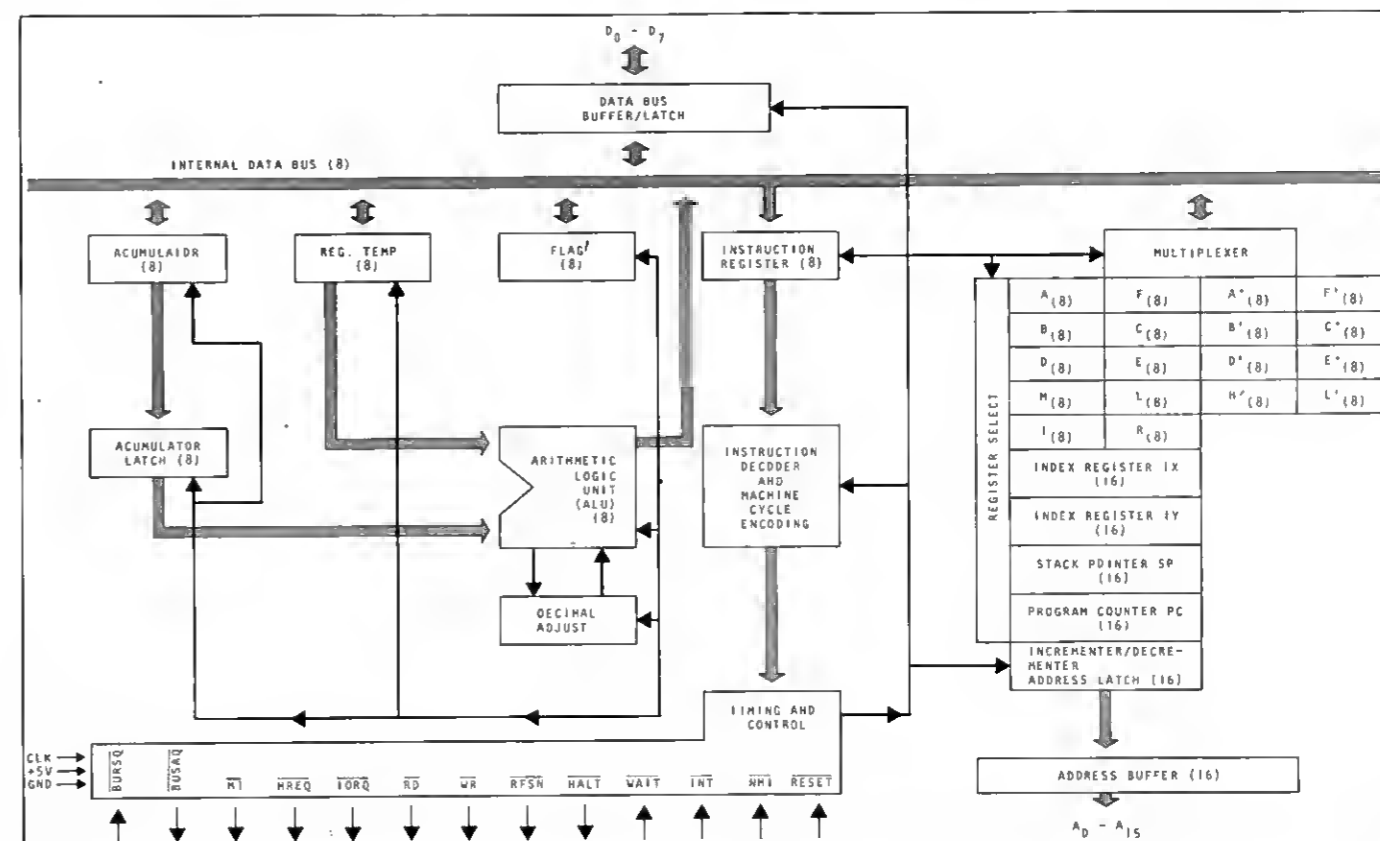 D0 - D7
DATA BUS
BUFFER/LATCH
INTERNAL DATA BUS (8)
ACUMULAIDR
(8)
REG. TEMP
(8)
FLAG'
(8)
INSTRUCTION
REGISTER (8)
MULTIPLEXER
A(8) F(8) A'(8) F'(8)
B(8) C(8) B'(8) C'(8)
D(8) E(8) D'(8) E'(8)
M(8) L(8) H'(8) L'(8)
I(8) R(8)
REGISTER SELECT
INDEX REGISTER IX
(16)
INDEX REGISTER IY
(16)
STACK POINTER SP
(16)
PROGRAM COUNTER PC
(16)
INCREMENTER/DECRE-
MENTER
ADDRESS LATCH (16)
ACUMULATOR
LATCH (8)
ARITHMETIC
LOGIC
UNIT
(ALU)
(8)
INSTRUCTION
DECDDER
AND
MACHINE
CYCLE
ENCODING
DECIMAL
ADJUST
TIMING AND
CONTROL
CLK
+5V
GND
BURSQ
BUSAQ
M1 MREQ IORQ RD WR RFSN HALT WAIT INT NMI RESET
ADDRESS BUFFER (16)
A0 - A15